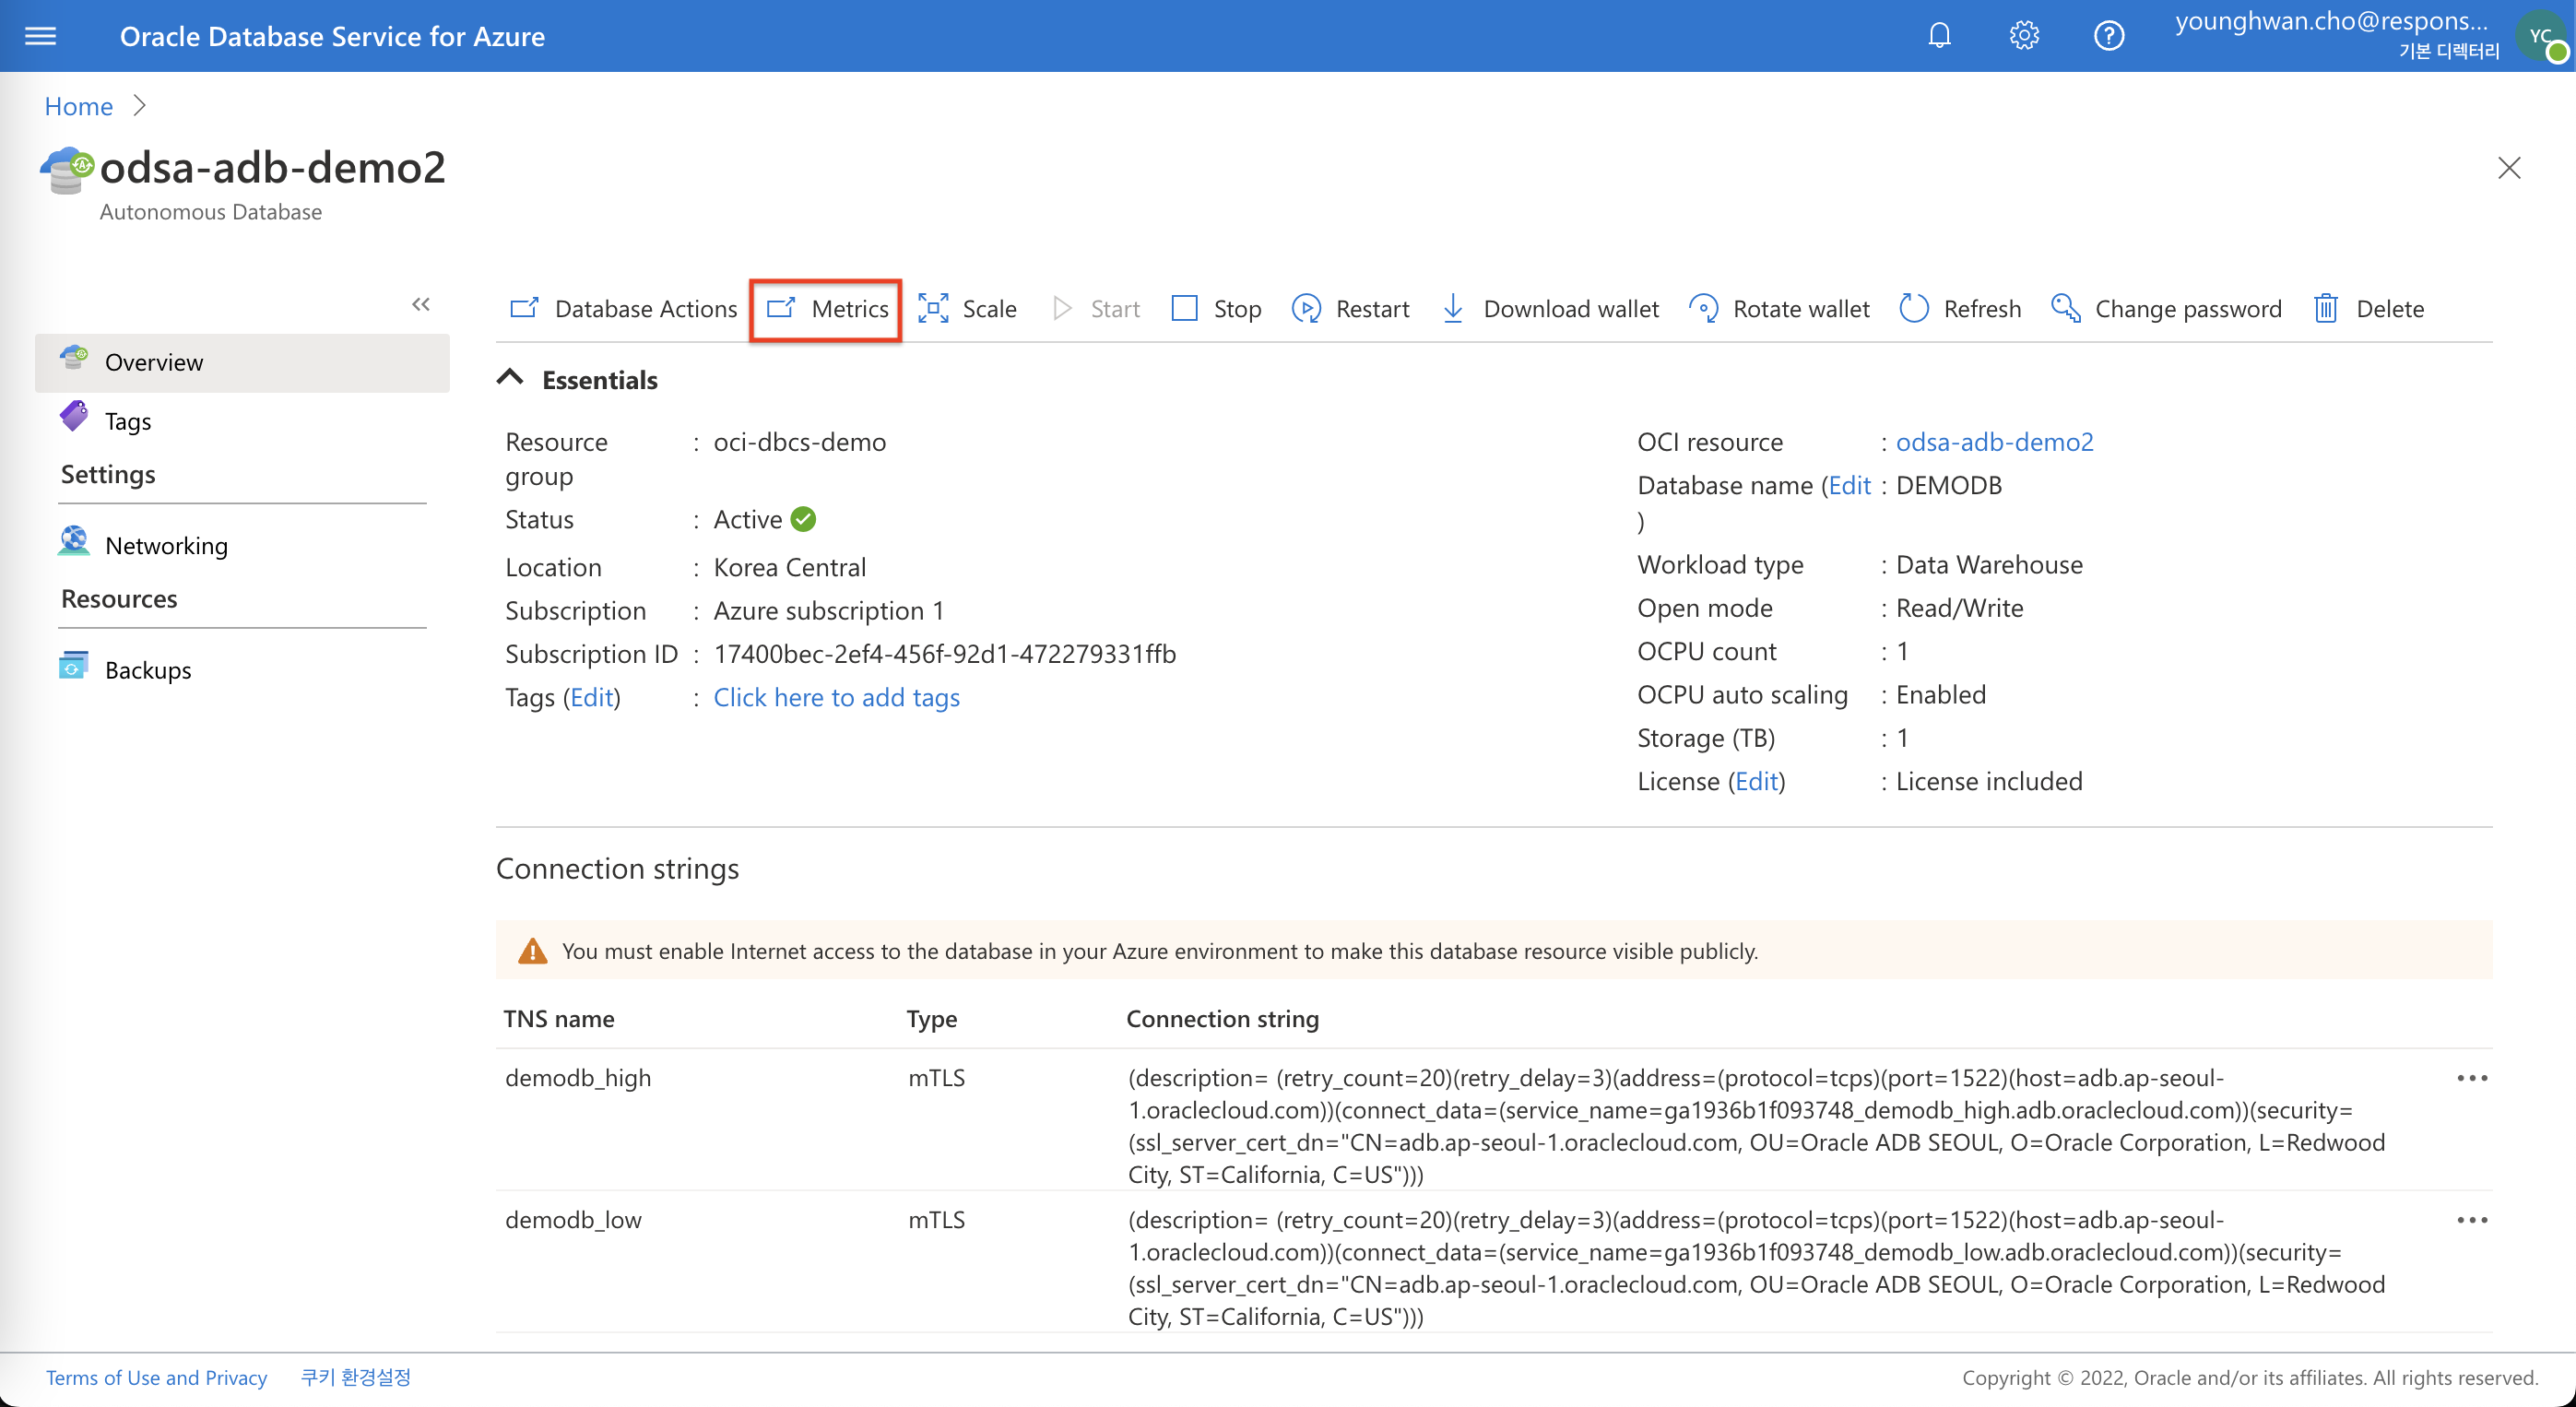 Oracle Database Service for Azure
younghwan.cho@respons...
기본 디렉터리
YC
Home
odsa-adb-demo2
Autonomous Database
Database Actions Metrics Scale Start Stop Restart Download wallet Rotate wallet Refresh Change password Delete
Overview
Tags
Settings
Networking
Resources
Backups
Essentials
Resource group : oci-dbcs-demo
Status : Active
Location : Korea Central
Subscription : Azure subscription 1
Subscription ID : 17400bec-2ef4-456f-92d1-472279331ffb
Tags (Edit) : Click here to add tags
OCI resource : odsa-adb-demo2
Database name (Edit) : DEMODB
Workload type : Data Warehouse
Open mode : Read/Write
OCPU count : 1
OCPU auto scaling : Enabled
Storage (TB) : 1
License (Edit) : License included
Connection strings
You must enable Internet access to the database in your Azure environment to make this database resource visible publicly.
TNS name Type Connection string
demodb_high mTLS (description= (retry_count=20)(retry_delay=3)(address=(protocol=tcps)(port=1522)(host=adb.ap-seoul-
1.oraclecloud.com))(connect_data=(service_name=ga1936b1f093748_demodb_high.adb.oraclecloud.com))(security=
(ssl_server_cert_dn="CN=adb.ap-seoul-1.oraclecloud.com, OU=Oracle ADB SEOUL, O=Oracle Corporation, L=Redwood
City, ST=California, C=US")))
demodb_low mTLS (description= (retry_count=20)(retry_delay=3)(address=(protocol=tcps)(port=1522)(host=adb.ap-seoul-
1.oraclecloud.com))(connect_data=(service_name=ga1936b1f093748_demodb_low.adb.oraclecloud.com))(security=
(ssl_server_cert_dn="CN=adb.ap-seoul-1.oraclecloud.com, OU=Oracle ADB SEOUL, O=Oracle Corporation, L=Redwood
City, ST=California, C=US")))
Terms of Use and Privacy 쿠키 환경설정
Copyright © 2022, Oracle and/or its affiliates. All rights reserved.